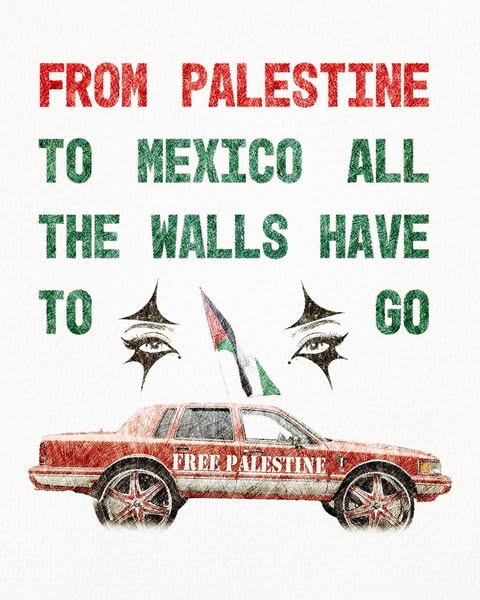 FROM PALESTINE
TO MEXICO ALL
THE WALLS HAVE
TO GO
FREE PALESTINE